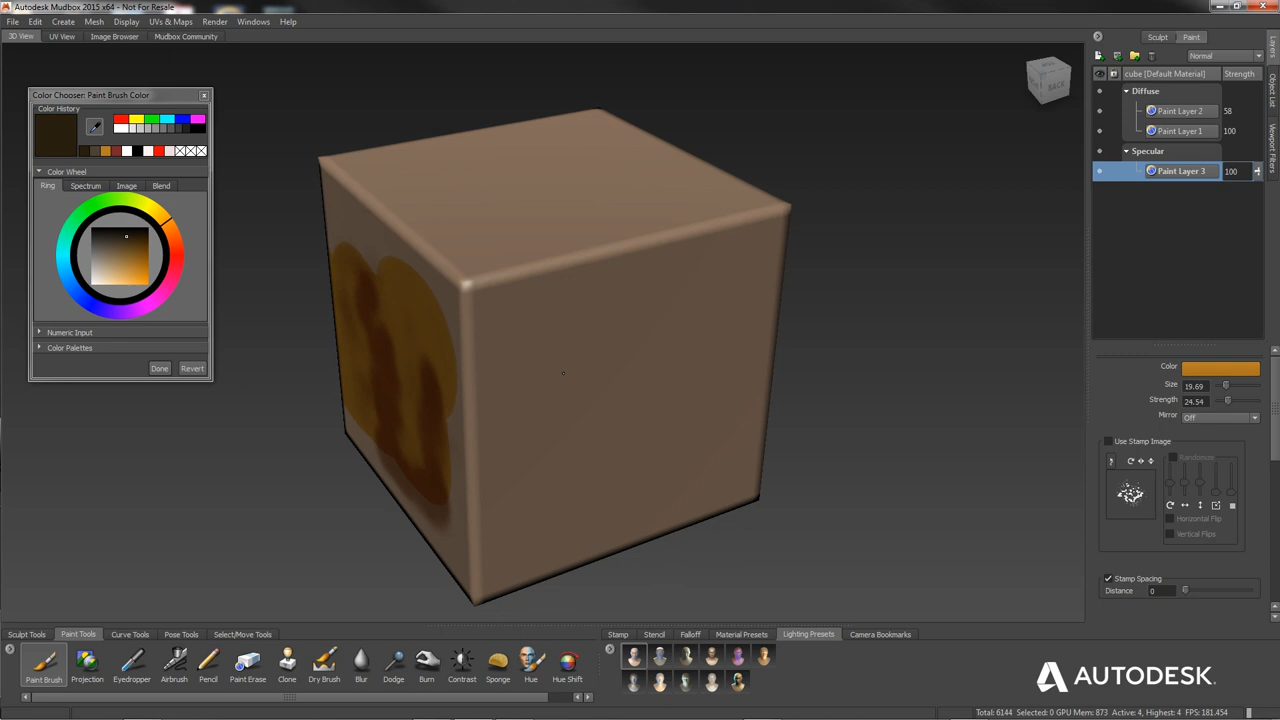 Autodesk Mudbox 2015 x64 - Not For Resale
File Edit Create Mesh Display UVs & Maps Render Windows Help
3D View UV View Image Browser Mudbox Community
Sculpt Paint
Normal
Layers
Object List
Viewport Filters
BACK
cube [Default Material] Strength
Diffuse
Paint Layer 2 58
Paint Layer 1 100
Specular
Paint Layer 3 100
Color Chooser: Paint Brush Color
Color History
Color Wheel
Ring Spectrum Image Blend
Numeric Input
Color Palettes
Done Revert
Color
Size 19.69
Strength 24.54
Mirror Off
Use Stamp Image
Randomize
Horizontal Flip
Vertical Flips
Stamp Spacing
Distance 0
Sculpt Tools Paint Tools Curve Tools Pose Tools Select/Move Tools
Stamp Stencil Falloff Material Presets Lighting Presets Camera Bookmarks
Paint Brush Projection Eyedropper Airbrush Pencil Paint Erase Clone Dry Brush Blur Dodge Burn Contrast Sponge Hue Hue Shift
AUTODESK.
Total: 6144 Selected: 0 GPU Mem: 873 Active: 4, Highest: 4 FPS: 181.454